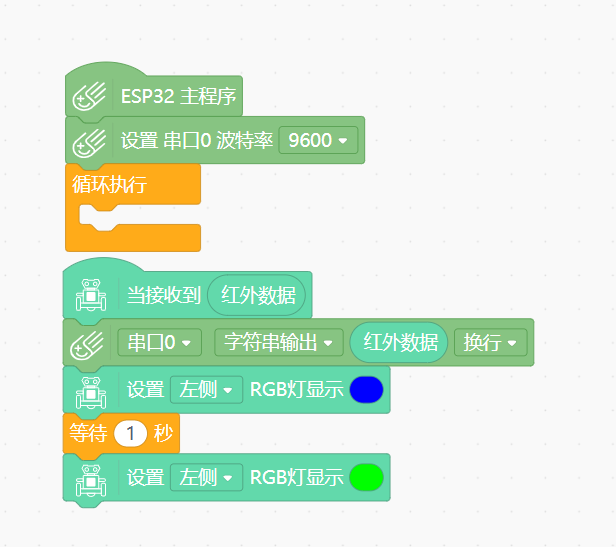 ESP32 主程序
设置 串口0 波特率 9600
循环执行
当接收到 红外数据
串口0 字符串输出 红外数据 换行
设置 左侧 RGB灯显示
等待 1 秒
设置 左侧 RGB灯显示